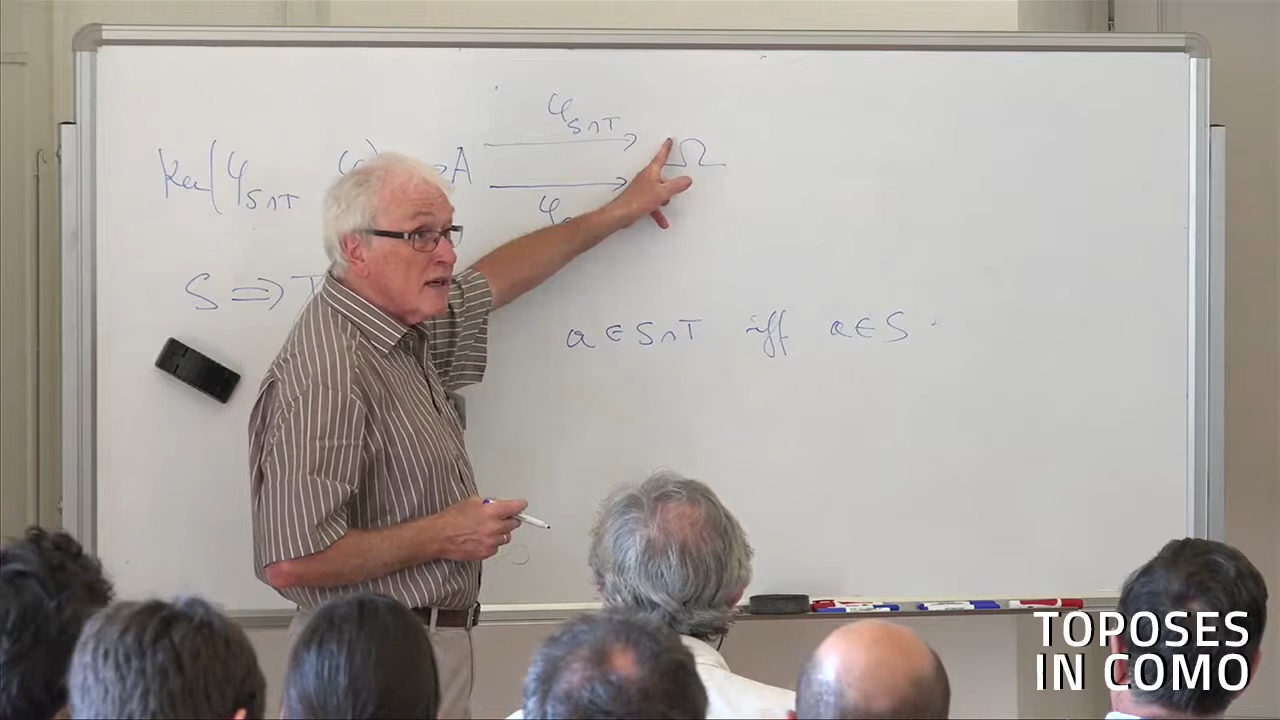 φ_{S∩T}
Ker(φ_{S∩T} φ) → A Ω
φ
S ⇒ T
a ∈ S∩T iff a ∈ S
TOPOSES
IN COMO